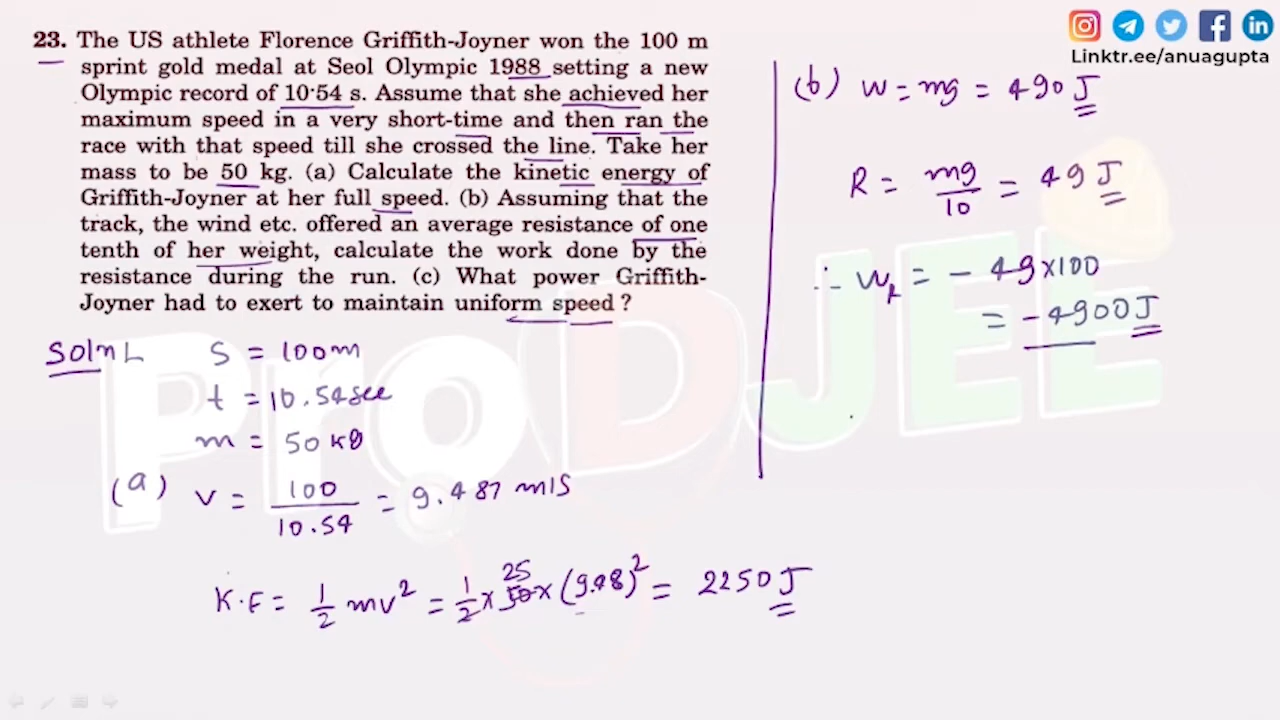 23. The US athlete Florence Griffith-Joyner won the 100 m
sprint gold medal at Seol Olympic 1988 setting a new
Olympic record of 10·54 s. Assume that she achieved her
maximum speed in a very short-time and then ran the
race with that speed till she crossed the line. Take her
mass to be 50 kg. (a) Calculate the kinetic energy of
Griffith-Joyner at her full speed. (b) Assuming that the
track, the wind etc. offered an average resistance of one
tenth of her weight, calculate the work done by the
resistance during the run. (c) What power Griffith-
Joyner had to exert to maintain uniform speed ?
Soln
S = 100m
t = 10.54sec
m = 50 kg
(a) v = 100/10.54 = 9.487 m/s
K.E = 1/2 mv² = 1/2 × 50 × (9.48)² = 2250 J
25
Linktr.ee/anuagupta
(b) W = mg = 490 J
R = mg/10 = 49 J
∴ W_R = - 49×100
= - 4900 J
ProDJEE